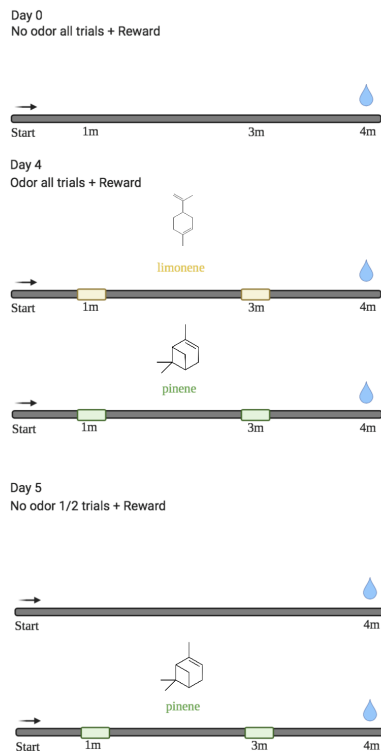 Day 0
No odor all trials + Reward
Start 1m 3m 4m
Day 4
Odor all trials + Reward
limonene
Start 1m 3m 4m
pinene
Start 1m 3m 4m
Day 5
No odor 1/2 trials + Reward
Start 4m
pinene
Start 1m 3m 4m